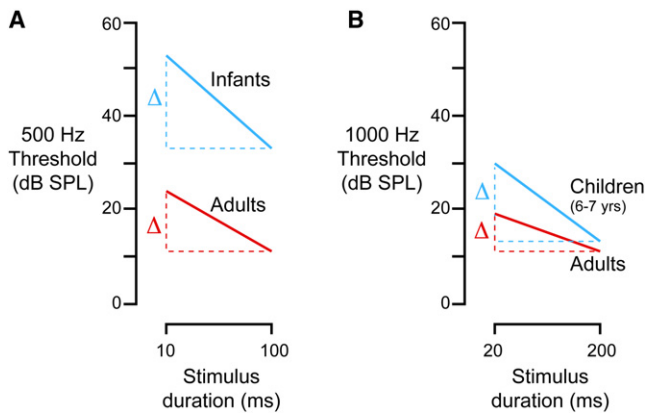 A
60
40
20
0
500 Hz
Threshold
(dB SPL)
Δ
Infants
Δ
Adults
10
100
Stimulus
duration (ms)
B
60
40
20
0
1000 Hz
Threshold
(dB SPL)
Δ
Children
(6-7 yrs)
Δ
Adults
20
200
Stimulus
duration (ms)